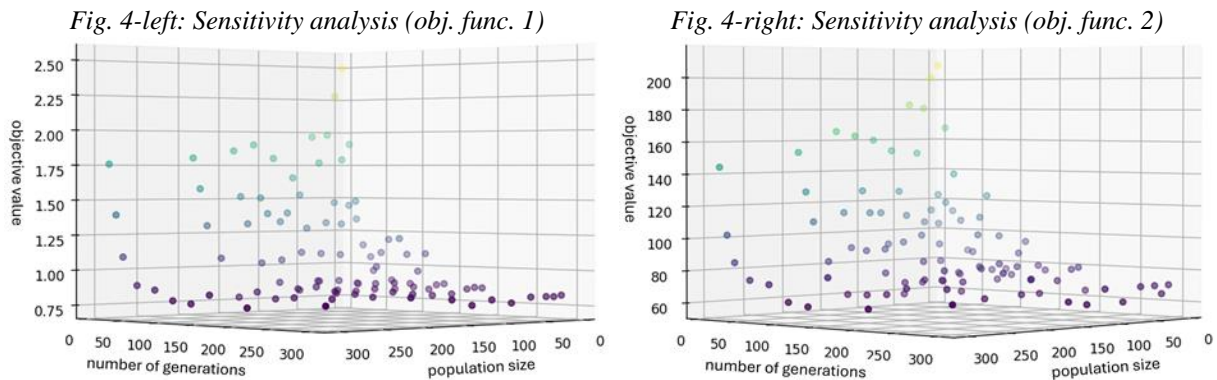 Fig. 4-left: Sensitivity analysis (obj. func. 1)
2.50
2.25
2.00
1.75
1.50
1.25
1.00
0.75
objective value
0 50 100 150 200 250 300
number of generations
300 250 200 150 100 50 0
population size
Fig. 4-right: Sensitivity analysis (obj. func. 2)
200
180
160
140
120
100
80
60
objective value
0 50 100 150 200 250 300
number of generations
300 250 200 150 100 50 0
population size